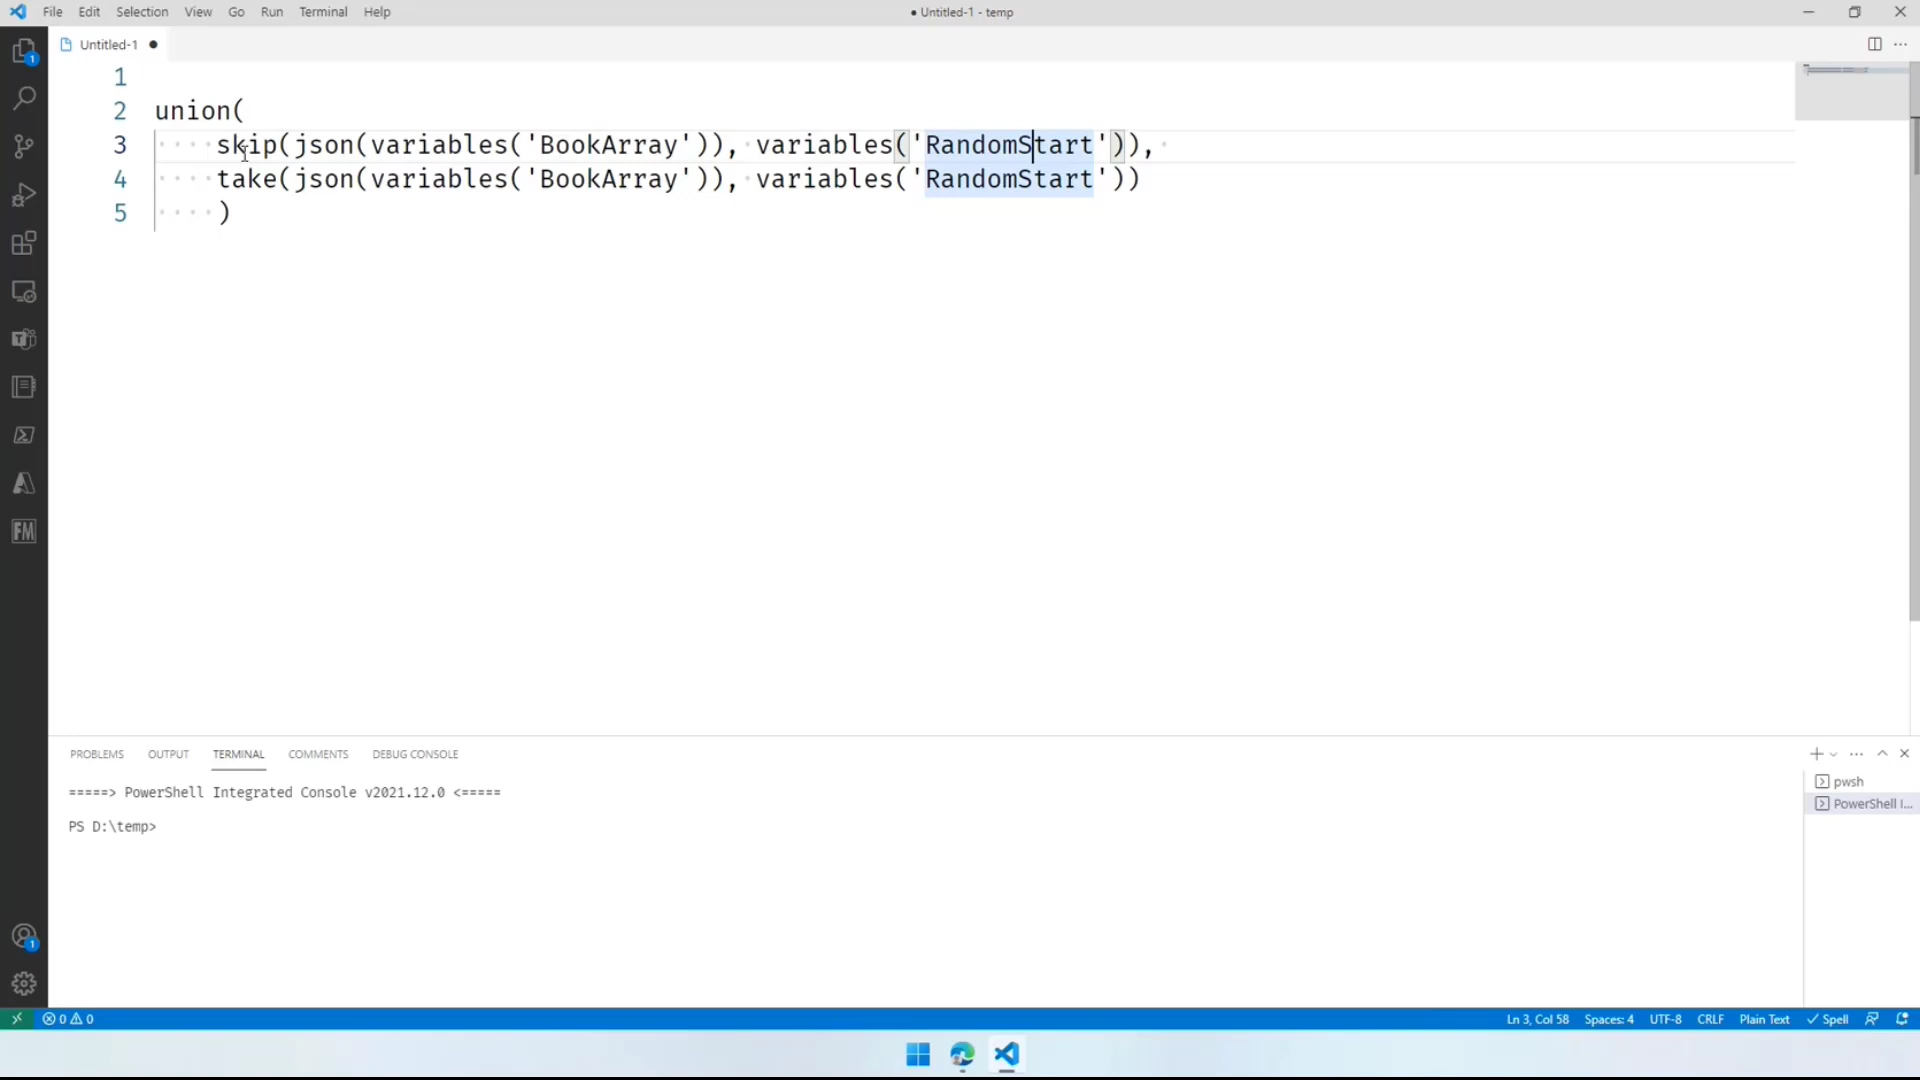 File Edit Selection View Go Run Terminal Help
● Untitled-1 - temp
Untitled-1 ●
1
2 union(
3 skip(json(variables('BookArray')), variables('RandomStart')),
4 take(json(variables('BookArray')), variables('RandomStart'))
5 )
1
FM
1
PROBLEMS OUTPUT TERMINAL COMMENTS DEBUG CONSOLE
=====> PowerShell Integrated Console v2021.12.0 <=====
PS D:\temp>
pwsh
PowerShell I...
0 0 Ln 3, Col 58 Spaces: 4 UTF-8 CRLF Plain Text Spell